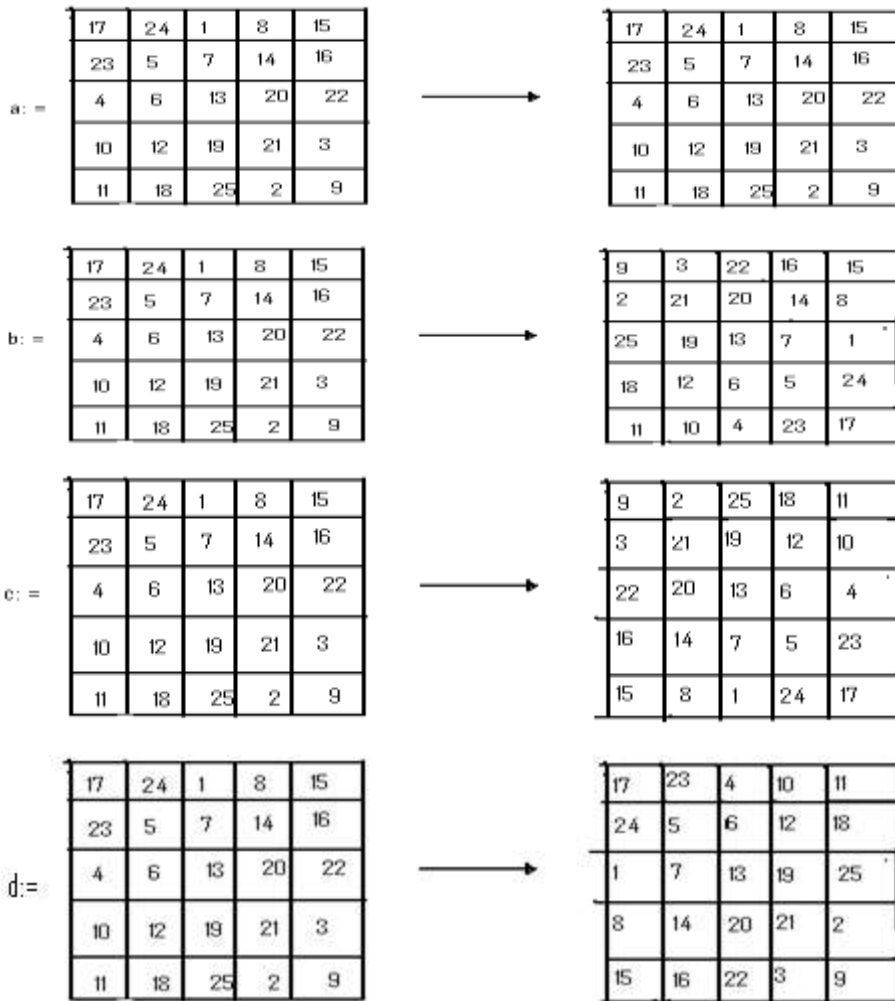 17 24 1 8 15 17 24 1 8 15
23 5 7 14 16 23 5 7 14 16
a: = 4 6 13 20 22 4 6 13 20 22
10 12 19 21 3 10 12 19 21 3
11 18 25 2 9 11 18 25 2 9
17 24 1 8 15 9 3 22 16 15
23 5 7 14 16 2 21 20 14 8
b: = 4 6 13 20 22 25 19 13 7 1
10 12 19 21 3 18 12 6 5 24
11 18 25 2 9 11 10 4 23 17
17 24 1 8 15 9 2 25 18 11
23 5 7 14 16 3 21 19 12 10
c: = 4 6 13 20 22 22 20 13 6 4
10 12 19 21 3 16 14 7 5 23
11 18 25 2 9 15 8 1 24 17
17 24 1 8 15 17 23 4 10 11
23 5 7 14 16 24 5 6 12 18
d:= 4 6 13 20 22 1 7 13 19 25
10 12 19 21 3 8 14 20 21 2
11 18 25 2 9 15 16 22 3 9